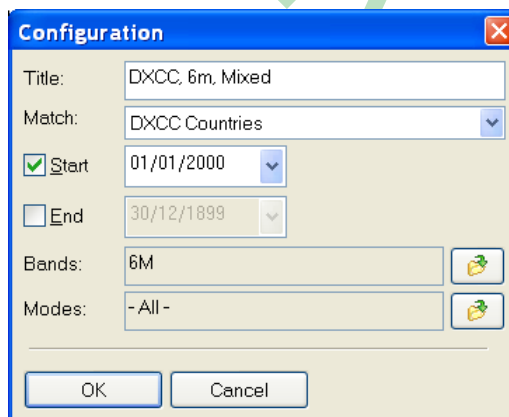 Configuration
Title: DXCC, 6m, Mixed
Match: DXCC Countries
Start 01/01/2000
End 30/12/1899
Bands: 6M
Modes: - All -
OK Cancel